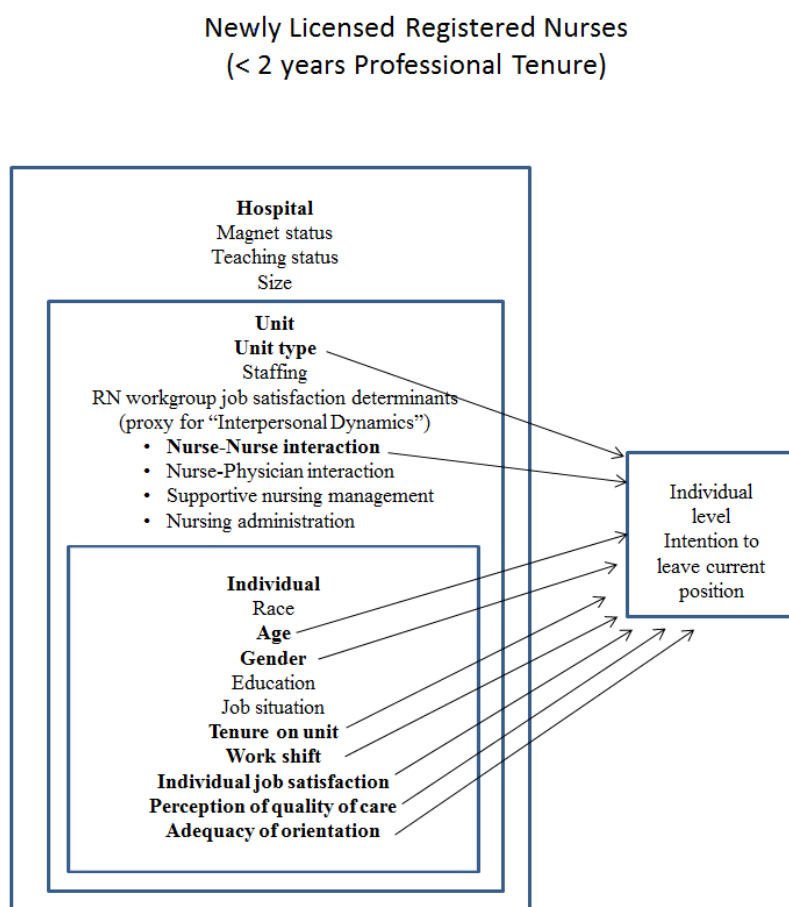 Newly Licensed Registered Nurses
(< 2 years Professional Tenure)
Hospital
Magnet status
Teaching status
Size
Unit
Unit type
Staffing
RN workgroup job satisfaction determinants
(proxy for “Interpersonal Dynamics”)
• Nurse-Nurse interaction
• Nurse-Physician interaction
• Supportive nursing management
• Nursing administration
Individual
Race
Age
Gender
Education
Job situation
Tenure on unit
Work shift
Individual job satisfaction
Perception of quality of care
Adequacy of orientation
Individual
level
Intention to
leave current
position